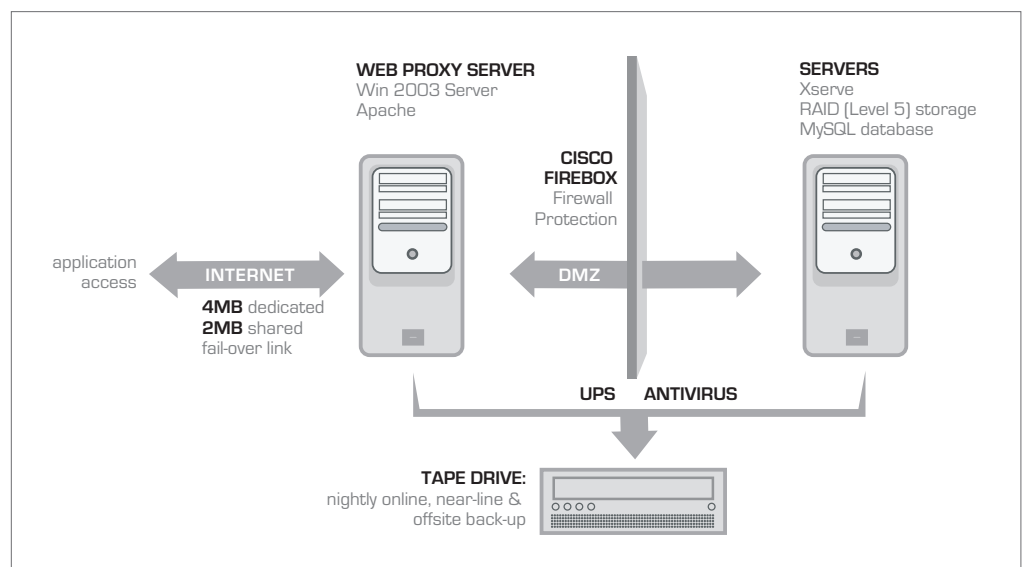 WEB PROXY SERVER
Win 2003 Server
Apache
SERVERS
Xserve
RAID (Level 5) storage
MySQL database
CISCO
FIREBOX
Firewall
Protection
application
access
INTERNET
4MB dedicated
2MB shared
fail-over link
DMZ
UPS ANTIVIRUS
TAPE DRIVE:
nightly online, near-line &
offsite back-up